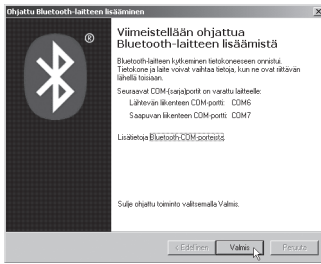 Ohjattu Bluetooth-laitteen lisääminen
®
Viimeistellään ohjattua
Bluetooth-laitteen lisäämistä
Bluetooth-laitteen kytkeminen tietokoneeseen onnistui.
Tietokone ja laite voivat vaihtaa tietoja, kun ne ovat riittävän
lähellä toisiaan.
Seuraavat COM-(sarja)portit on varattu laitteelle:
Lähtevän liikenteen COM-portti: COM6
Saapuvan liikenteen COM-portti: COM7
Lisätietoja Bluetooth-COM-porteista.
Sulje ohjattu toiminto valitsemalla Valmis.
< Edellinen Valmis Peruuta